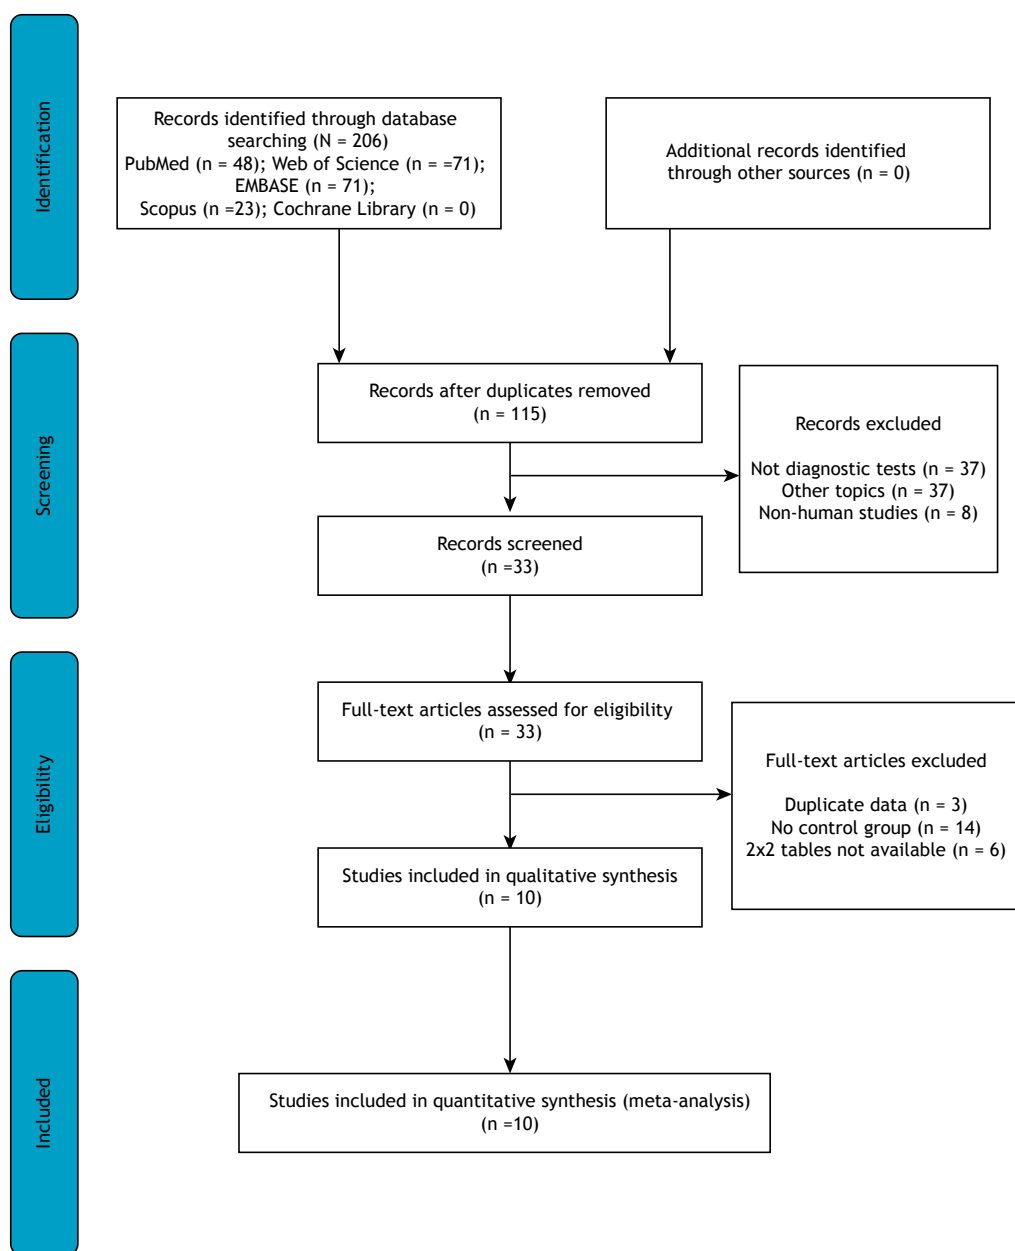 Identification
Records identified through database
searching (N = 206)
PubMed (n = 48); Web of Science (n = =71);
EMBASE (n = 71);
Scopus (n =23); Cochrane Library (n = 0)
Additional records identified
through other sources (n = 0)
Screening
Records after duplicates removed
(n = 115)
Records excluded
Not diagnostic tests (n = 37)
Other topics (n = 37)
Non-human studies (n = 8)
Records screened
(n =33)
Eligibility
Full-text articles assessed for eligibility
(n = 33)
Full-text articles excluded
Duplicate data (n = 3)
No control group (n = 14)
2x2 tables not available (n = 6)
Studies included in qualitative synthesis
(n = 10)
Included
Studies included in quantitative synthesis (meta-analysis)
(n =10)